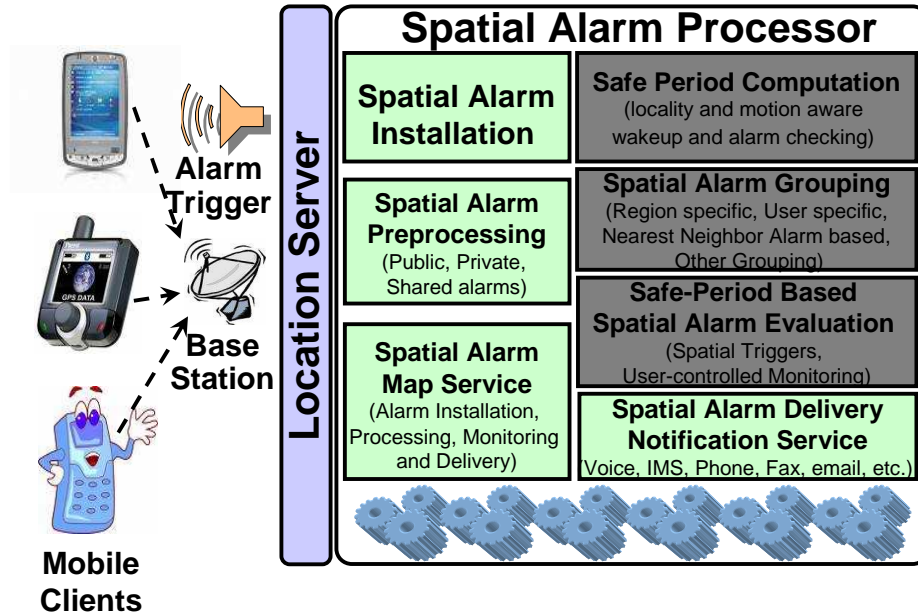 Spatial Alarm Processor
Location Server
Alarm
Trigger
GPS DATA
Base
Station
Mobile
Clients
Spatial Alarm
Installation
Spatial Alarm
Preprocessing
(Public, Private,
Shared alarms)
Spatial Alarm
Map Service
(Alarm Installation,
Processing, Monitoring
and Delivery)
Safe Period Computation
(locality and motion aware
wakeup and alarm checking)
Spatial Alarm Grouping
(Region specific, User specific,
Nearest Neighbor Alarm based,
Other Grouping)
Safe-Period Based
Spatial Alarm Evaluation
(Spatial Triggers,
User-controlled Monitoring)
Spatial Alarm Delivery
Notification Service
(Voice, IMS, Phone, Fax, email, etc.)